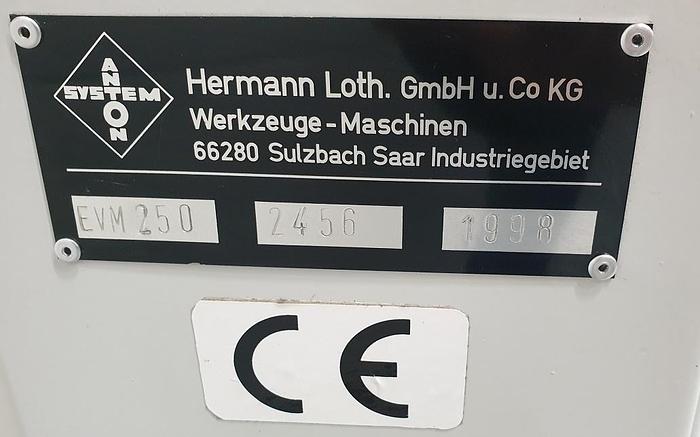 ANTON
SYSTEM
Hermann Loth. GmbH u. Co KG
Werkzeuge-Maschinen
66280 Sulzbach Saar Industriegebiet
EVM 250
2456
1998
CE